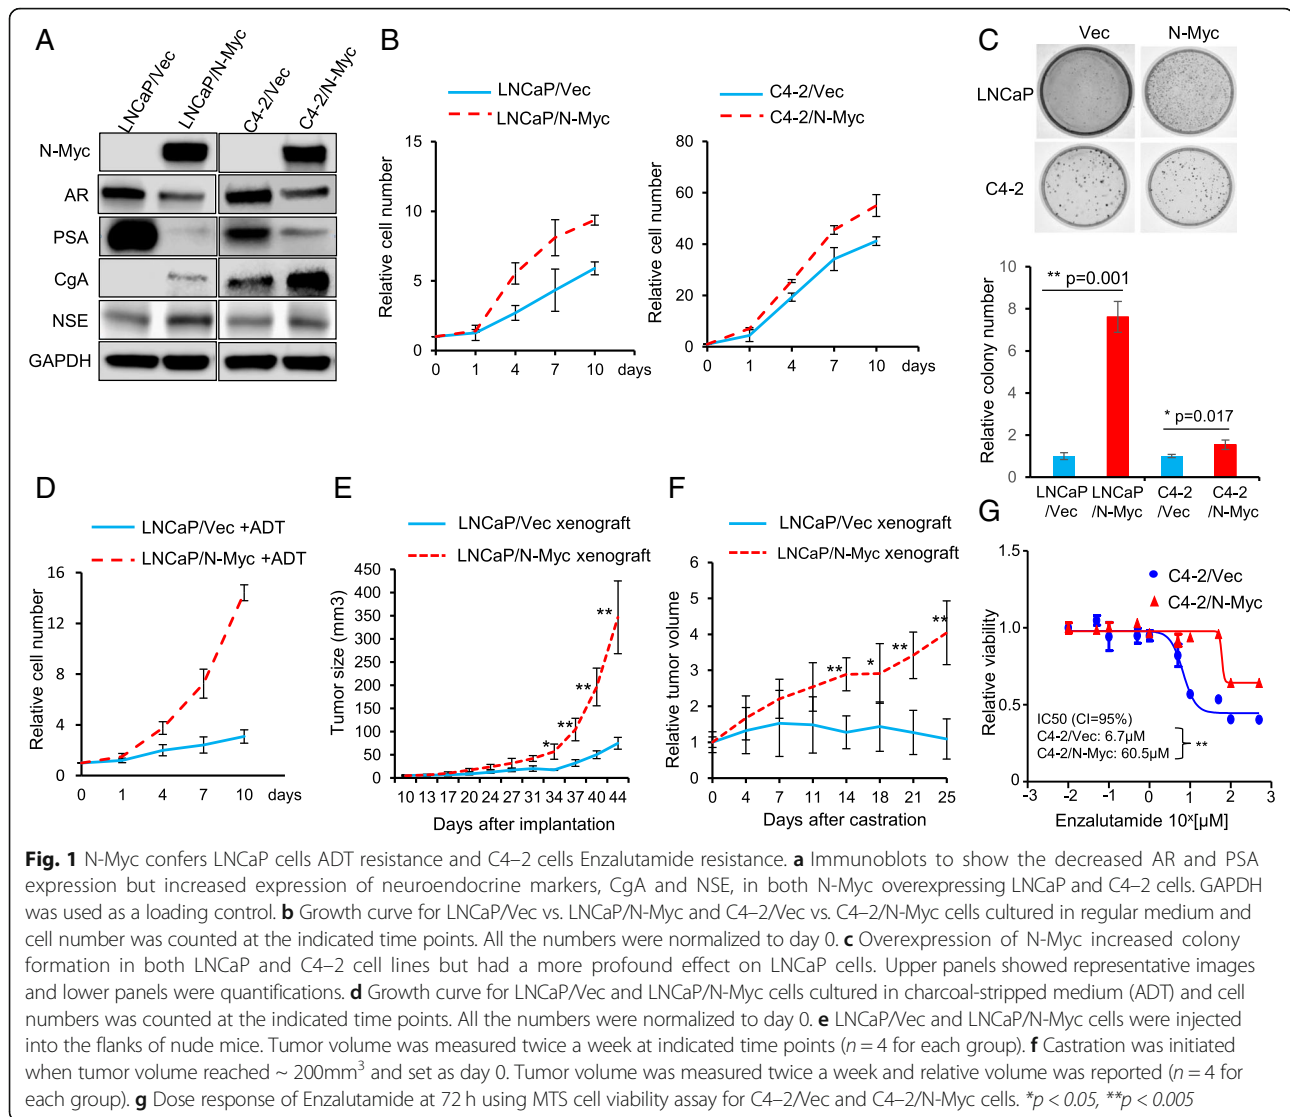 A
LNCaP/Vec
LNCaP/N-Myc
C4-2/Vec
C4-2/N-Myc
N-Myc
AR
PSA
CgA
NSE
GAPDH
B
LNCaP/Vec
LNCaP/N-Myc
Relative cell number
15
10
5
0
0 1 4 7 10 days
C4-2/Vec
C4-2/N-Myc
Relative cell number
80
60
40
20
0
0 1 4 7 10 days
C
Vec N-Myc
LNCaP
C4-2
Relative colony number
10
8
6
4
2
0
** p=0.001
* p=0.017
LNCaP LNCaP C4-2 C4-2
/Vec /N-Myc /Vec /N-Myc
D
LNCaP/Vec +ADT
LNCaP/N-Myc +ADT
Relative cell number
16
12
8
4
0
0 1 4 7 10 days
E
LNCaP/Vec xenograft
LNCaP/N-Myc xenograft
Tumor size (mm3)
450
400
350
300
250
200
150
100
50
0
* ** ** **
10 13 17 20 24 27 31 34 37 40 44
Days after implantation
F
LNCaP/Vec xenograft
LNCaP/N-Myc xenograft
Relative tumor volume
6
5
4
3
2
1
0
** * ** **
0 4 7 11 14 18 21 25
Days after castration
G
C4-2/Vec
C4-2/N-Myc
Relative viability
1.5
1.0
0.5
0.0
IC50 (CI=95%)
C4-2/Vec: 6.7µM
C4-2/N-Myc: 60.5µM
**
-2 -1 0 1 2 3
Enzalutamide 10ˣ[µM]
Fig. 1 N-Myc confers LNCaP cells ADT resistance and C4–2 cells Enzalutamide resistance. a Immunoblots to show the decreased AR and PSA
expression but increased expression of neuroendocrine markers, CgA and NSE, in both N-Myc overexpressing LNCaP and C4–2 cells. GAPDH
was used as a loading control. b Growth curve for LNCaP/Vec vs. LNCaP/N-Myc and C4–2/Vec vs. C4–2/N-Myc cells cultured in regular medium and
cell number was counted at the indicated time points. All the numbers were normalized to day 0. c Overexpression of N-Myc increased colony
formation in both LNCaP and C4–2 cell lines but had a more profound effect on LNCaP cells. Upper panels showed representative images
and lower panels were quantifications. d Growth curve for LNCaP/Vec and LNCaP/N-Myc cells cultured in charcoal-stripped medium (ADT) and cell
numbers was counted at the indicated time points. All the numbers were normalized to day 0. e LNCaP/Vec and LNCaP/N-Myc cells were injected
into the flanks of nude mice. Tumor volume was measured twice a week at indicated time points (n = 4 for each group). f Castration was initiated
when tumor volume reached ~ 200mm³ and set as day 0. Tumor volume was measured twice a week and relative volume was reported (n = 4 for
each group). g Dose response of Enzalutamide at 72 h using MTS cell viability assay for C4–2/Vec and C4–2/N-Myc cells. *p < 0.05, **p < 0.005